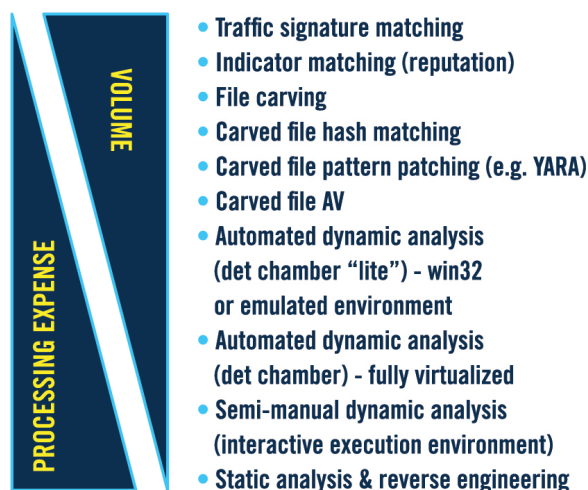 VOLUME
PROCESSING EXPENSE
• Traffic signature matching
• Indicator matching (reputation)
• File carving
• Carved file hash matching
• Carved file pattern patching (e.g. YARA)
• Carved file AV
• Automated dynamic analysis
(det chamber “lite”) - win32
or emulated environment
• Automated dynamic analysis
(det chamber) - fully virtualized
• Semi-manual dynamic analysis
(interactive execution environment)
• Static analysis & reverse engineering